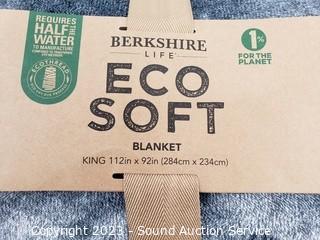 REQUIRES
HALF THE
WATER
TO MANUFACTURE
ECOTHREAD
BERKSHIRE
LIFE
ECO
SOFT
BLANKET
KING 112in x 92in (284cm x 234cm)
1%
FOR THE
PLANET
Copyright 2023 - Sound Auction Service